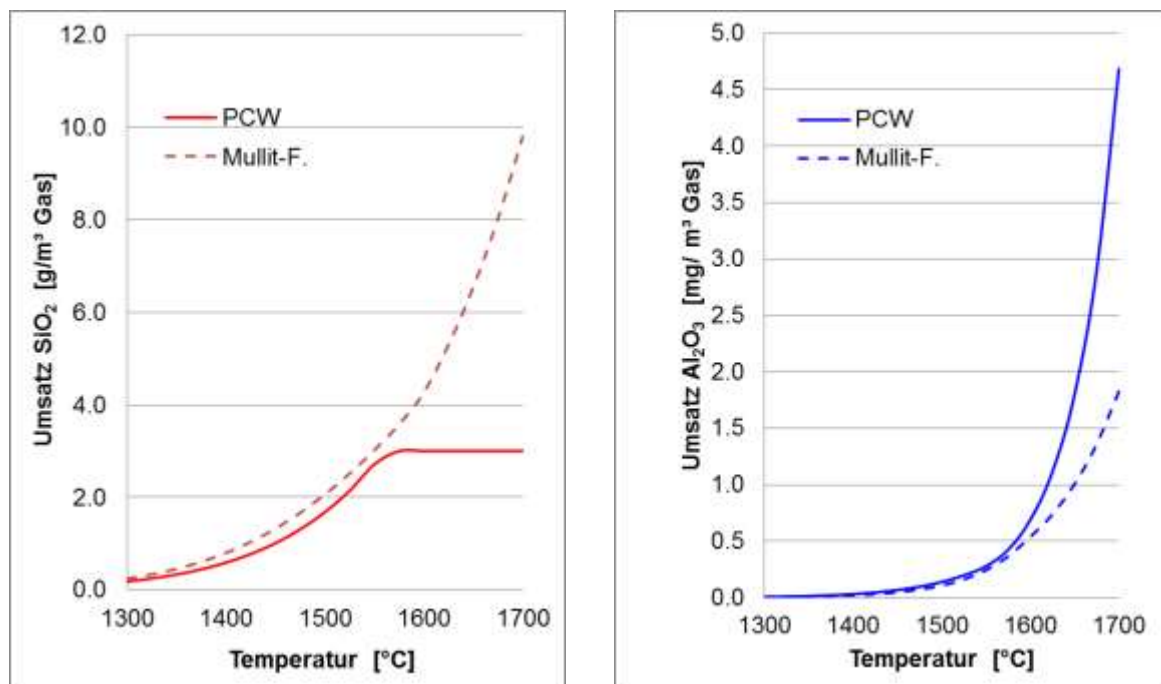 Umsatz SiO₂ [g/m³ Gas]
12.0
10.0
8.0
6.0
4.0
2.0
0.0
PCW
Mullit-F.
1300 1400 1500 1600 1700
Temperatur [°C]
Umsatz Al₂O₃ [mg/ m³ Gas]
5.0
4.5
4.0
3.5
3.0
2.5
2.0
1.5
1.0
0.5
0.0
PCW
Mullit-F.
1300 1400 1500 1600 1700
Temperatur [°C]